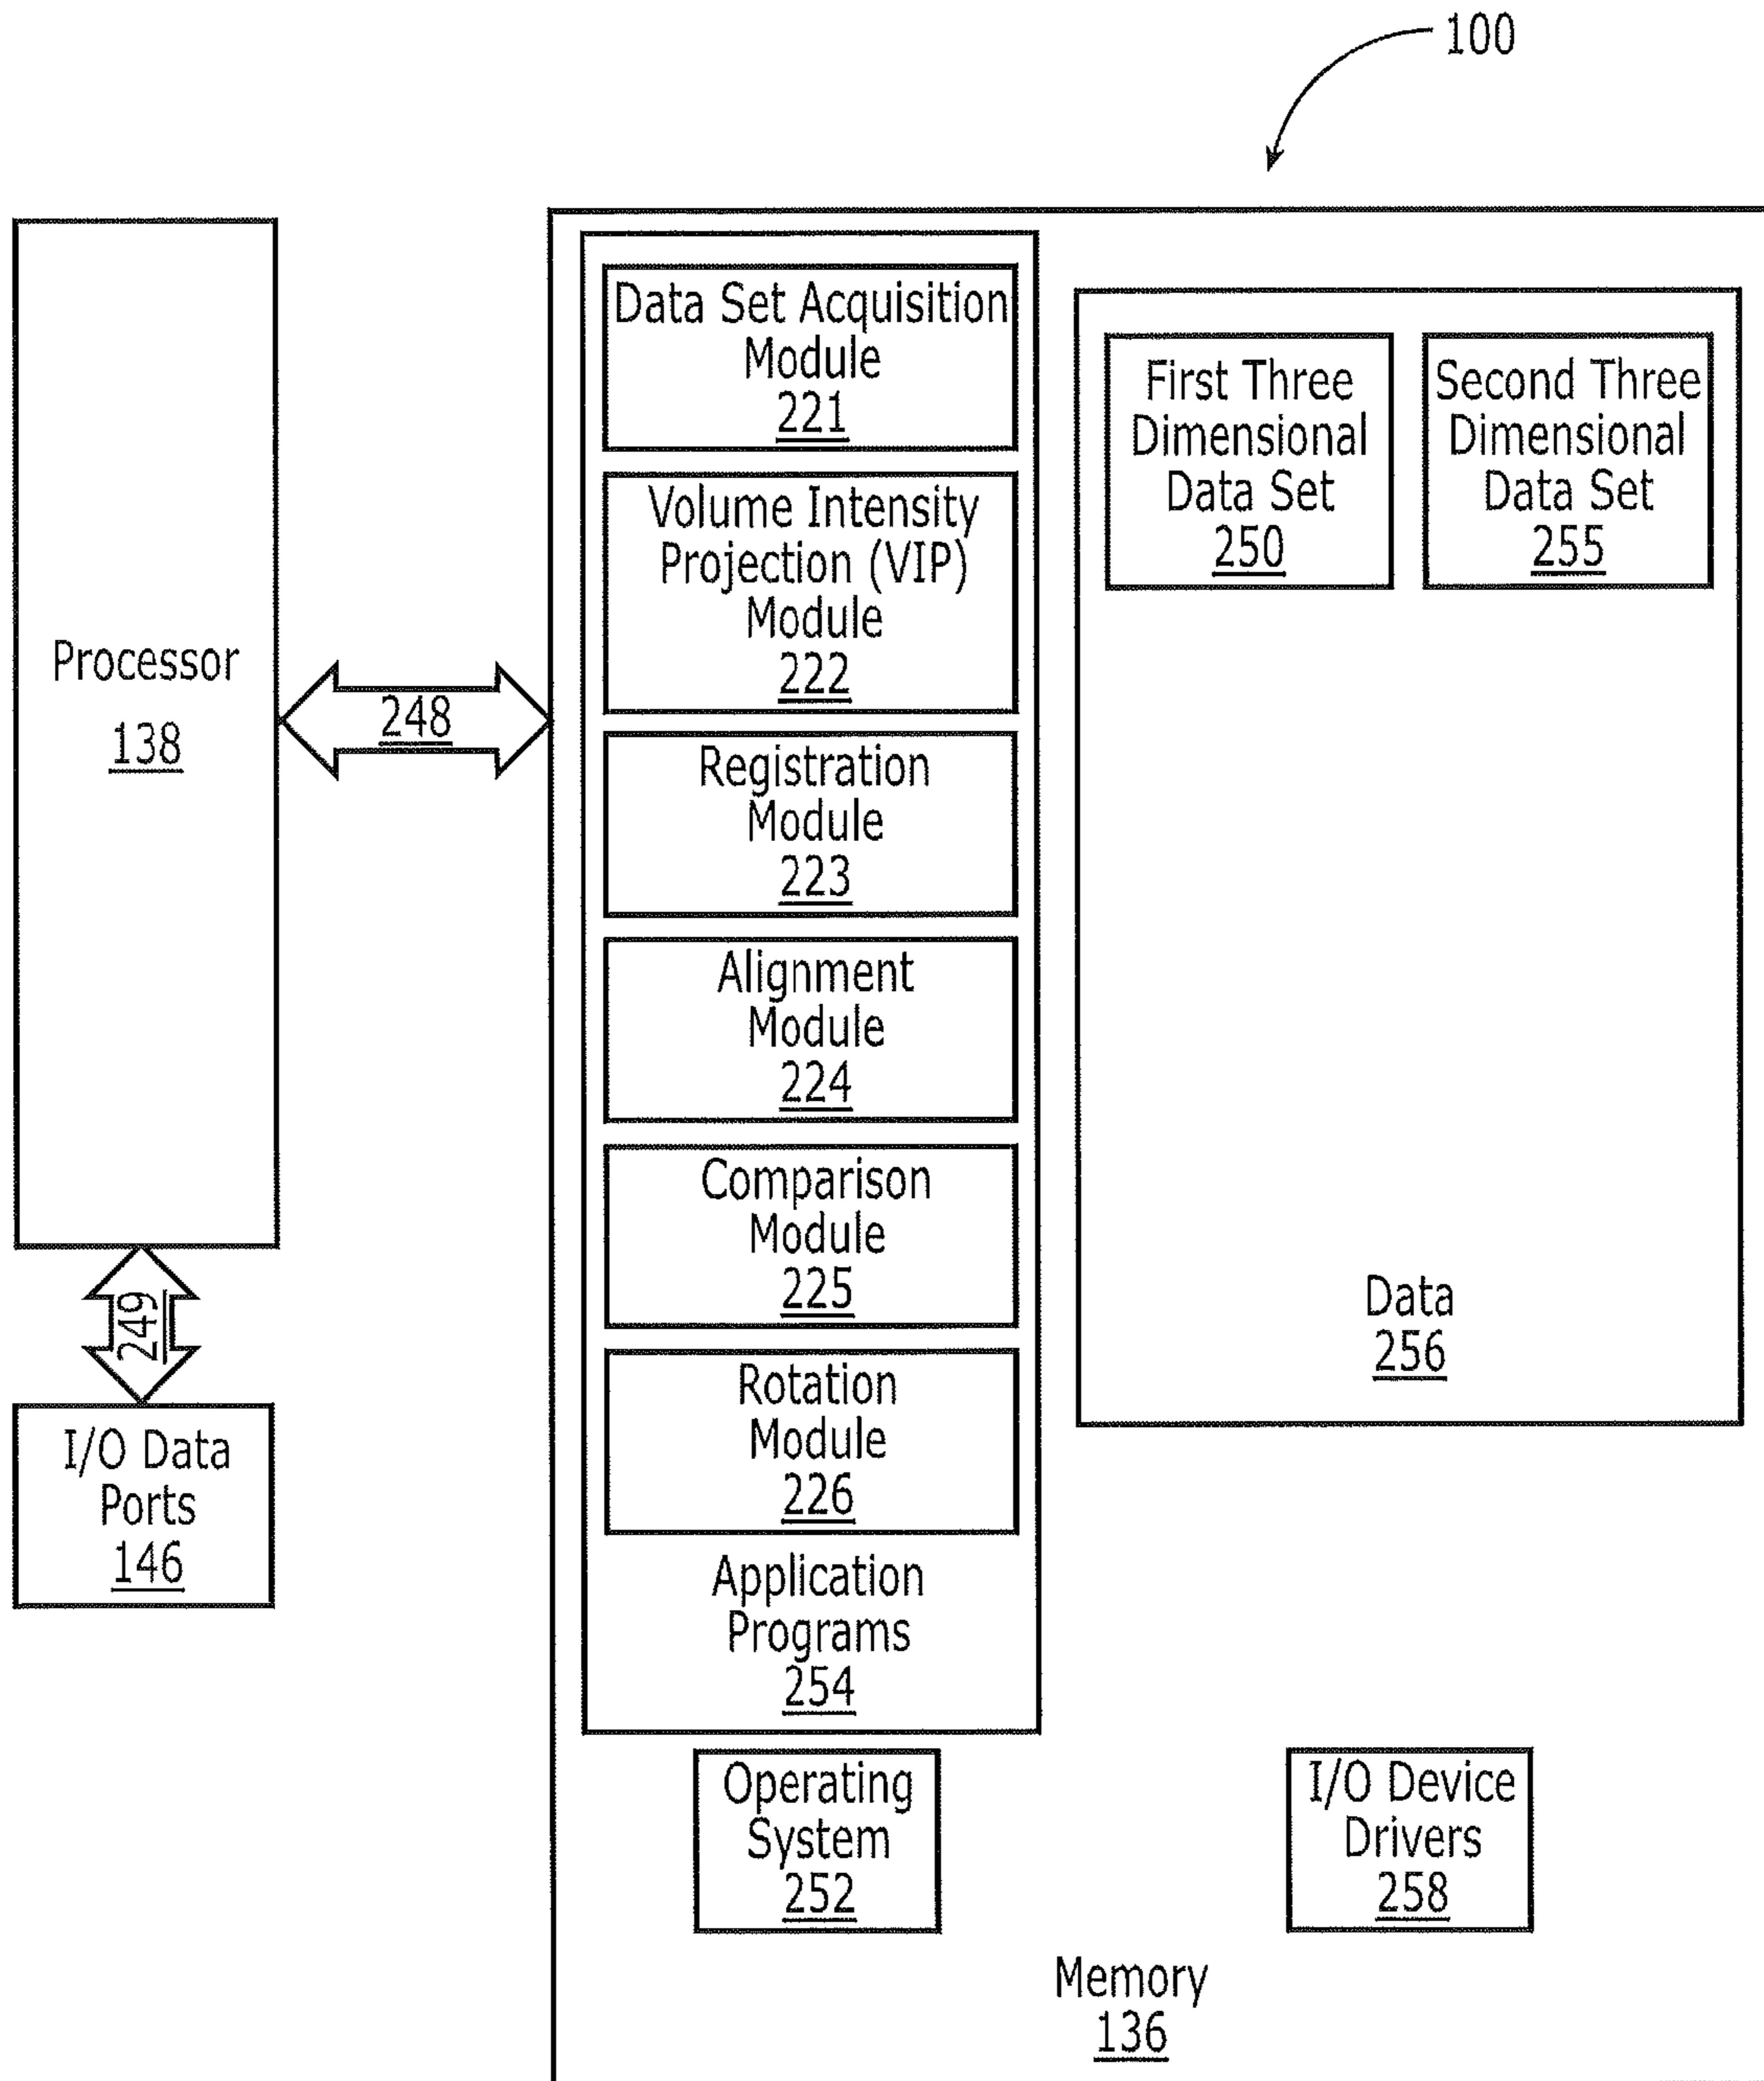 100
Processor
138
248
249
I/O Data
Ports
146
Data Set Acquisition
Module
221
Volume Intensity
Projection (VIP)
Module
222
Registration
Module
223
Alignment
Module
224
Comparison
Module
225
Rotation
Module
226
Application
Programs
254
First Three
Dimensional
Data Set
250
Second Three
Dimensional
Data Set
255
Data
256
Operating
System
252
I/O Device
Drivers
258
Memory
136